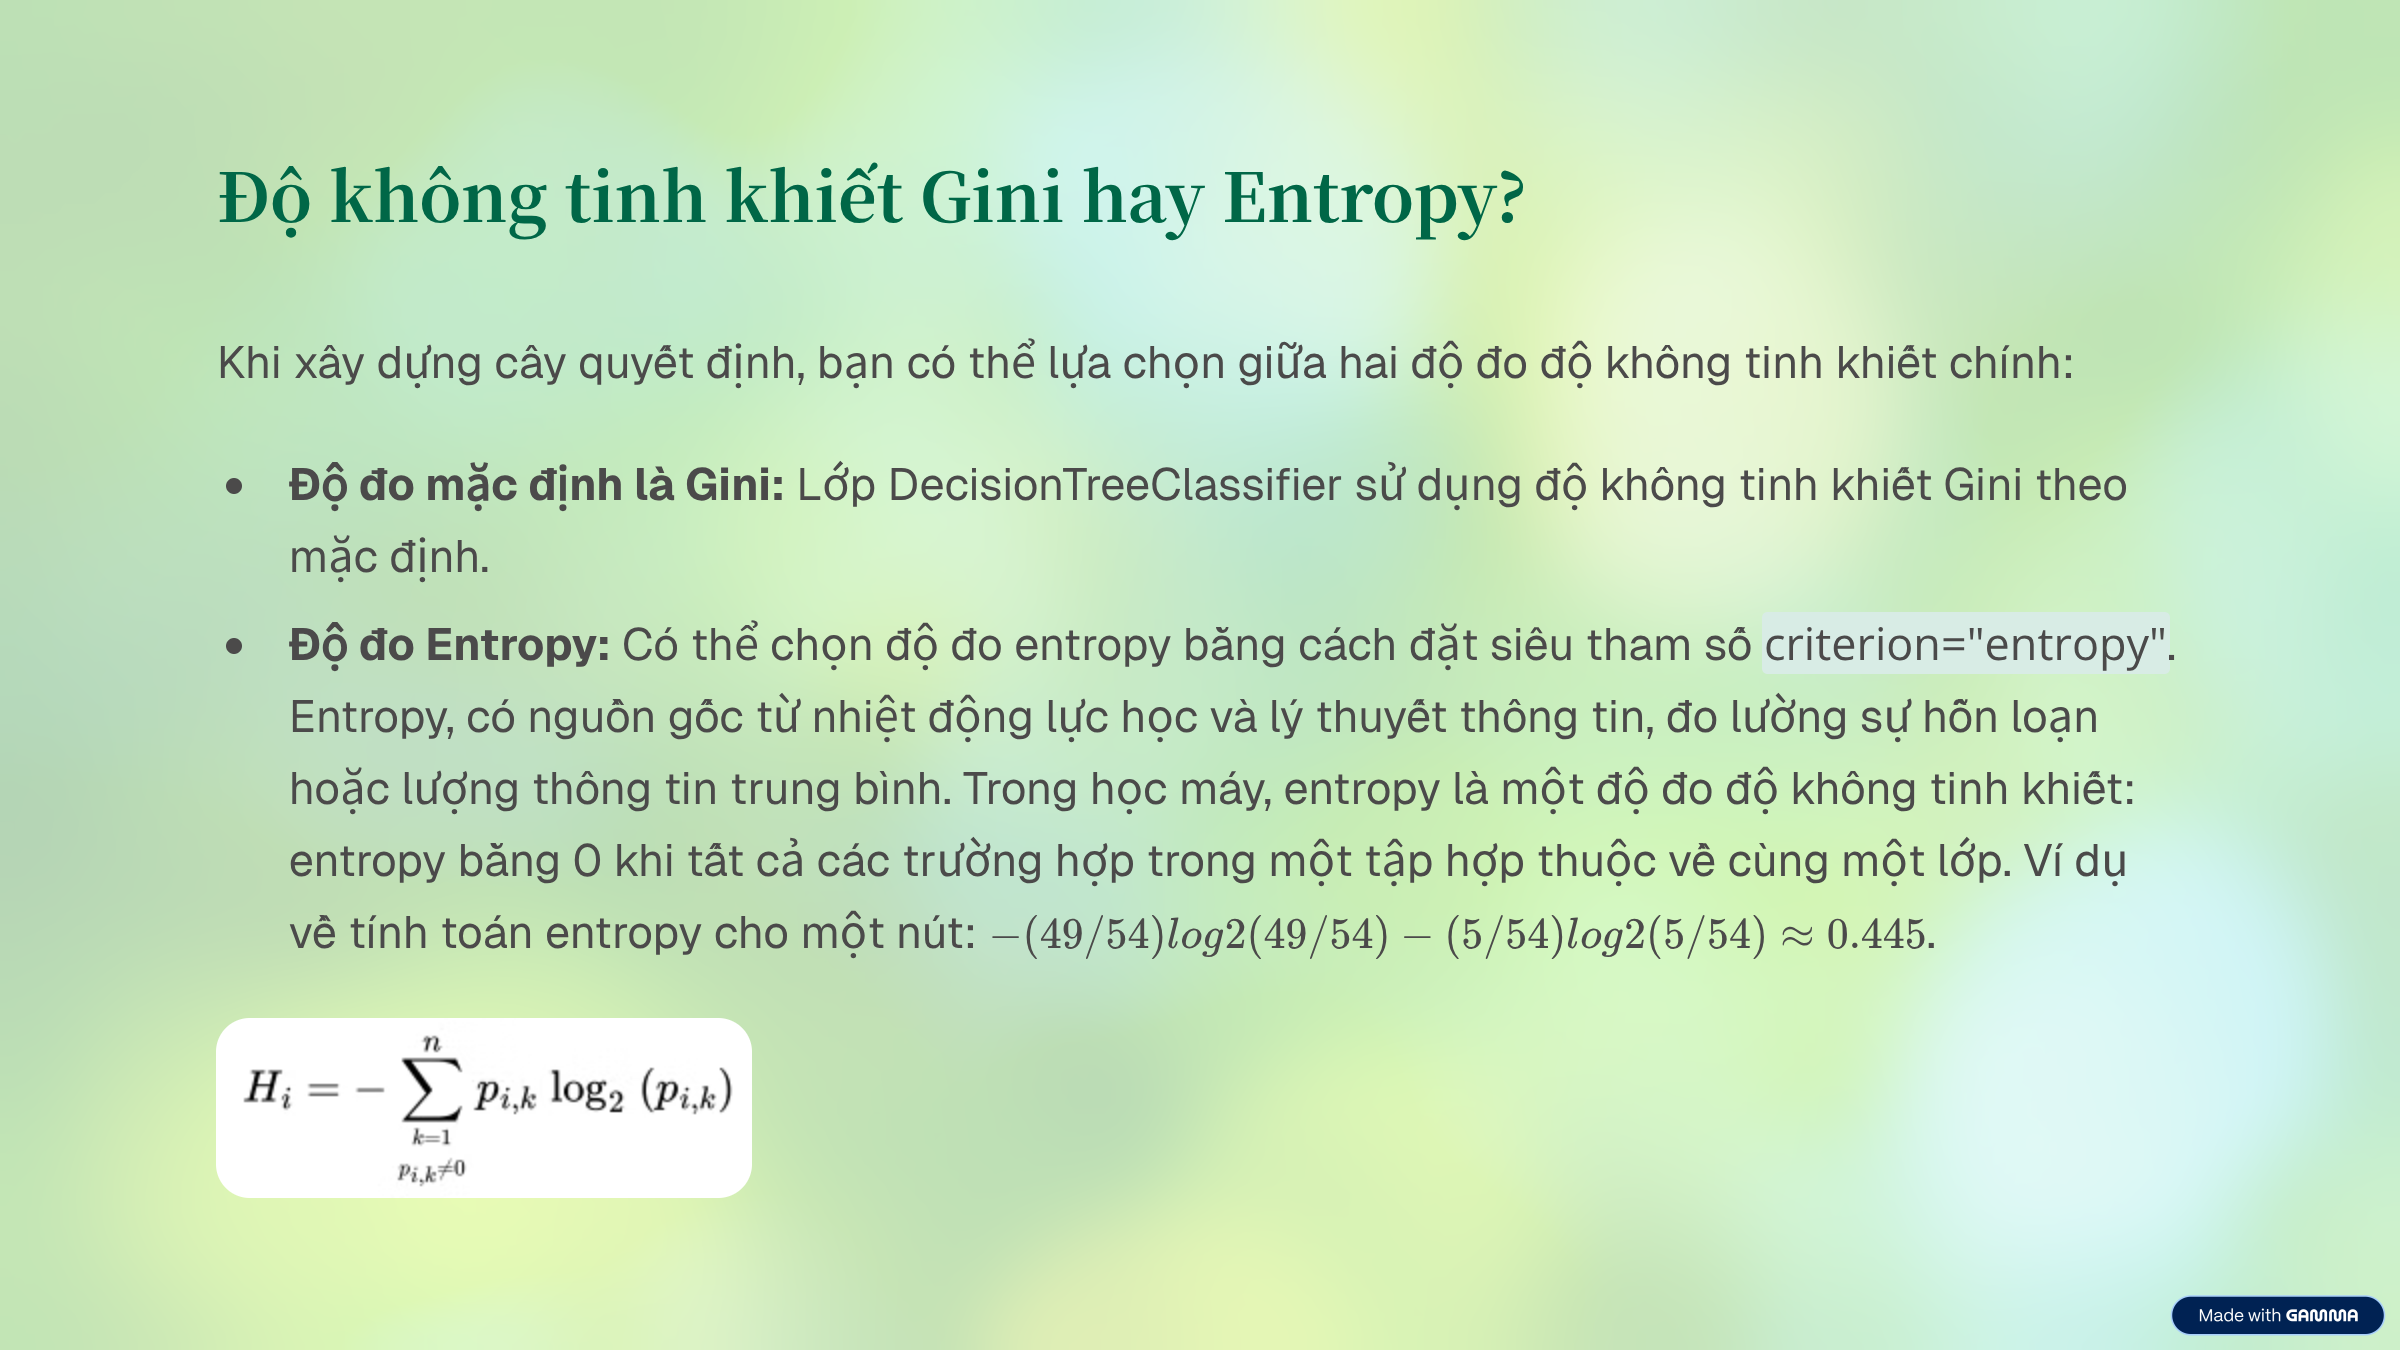 Độ không tinh khiết Gini hay Entropy?
Khi xây dựng cây quyết định, bạn có thể lựa chọn giữa hai độ đo độ không tinh khiết chính:
• Độ đo mặc định là Gini: Lớp DecisionTreeClassifier sử dụng độ không tinh khiết Gini theo
mặc định.
• Độ đo Entropy: Có thể chọn độ đo entropy bằng cách đặt siêu tham số criterion="entropy".
Entropy, có nguồn gốc từ nhiệt động lực học và lý thuyết thông tin, đo lường sự hỗn loạn
hoặc lượng thông tin trung bình. Trong học máy, entropy là một độ đo độ không tinh khiết:
entropy bằng 0 khi tất cả các trường hợp trong một tập hợp thuộc về cùng một lớp. Ví dụ
về tính toán entropy cho một nút: −(49/54)log2(49/54) − (5/54)log2(5/54) ≈ 0.445.
n
H_i = − ∑ p_{i,k} log₂ (p_{i,k})
k=1
p_{i,k}≠0
Made with GAMMA